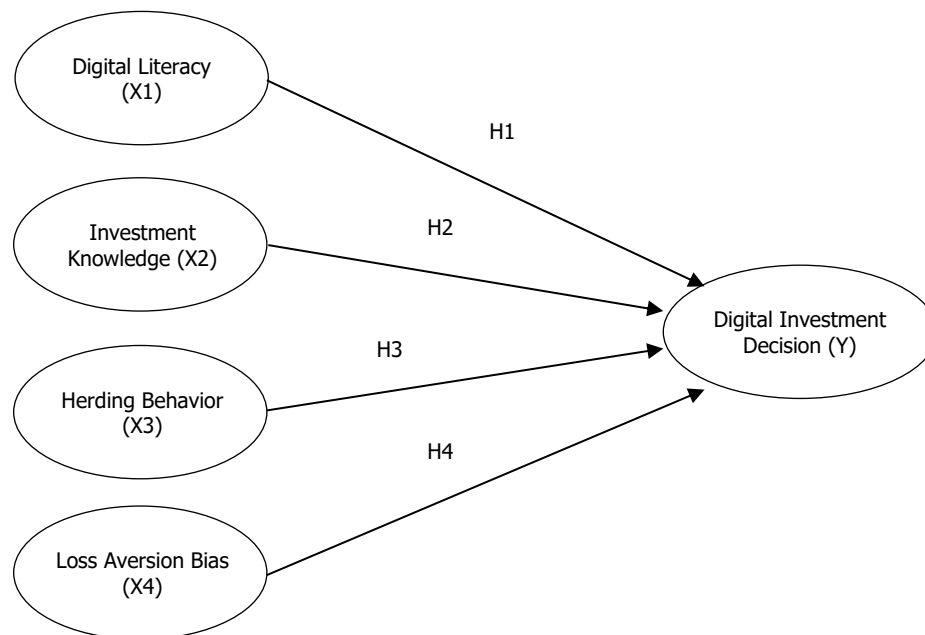 Digital Literacy
(X1)
H1
Investment
Knowledge (X2)
H2
Digital Investment
Decision (Y)
H3
Herding Behavior
(X3)
H4
Loss Aversion Bias
(X4)